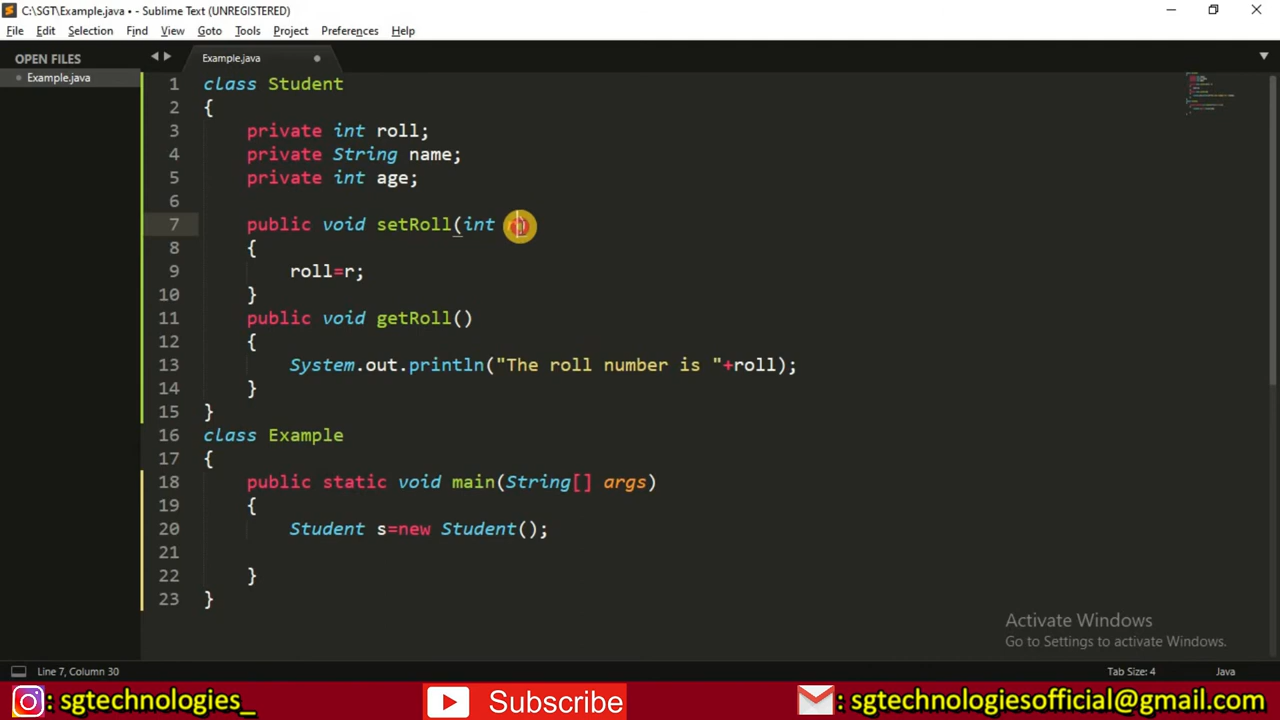 C:\SGT\Example.java • - Sublime Text (UNREGISTERED)
File Edit Selection Find View Goto Tools Project Preferences Help
OPEN FILES
Example.java
Example.java
1 class Student
2 {
3 private int roll;
4 private String name;
5 private int age;
6
7 public void setRoll(int
8 {
9 roll=r;
10 }
11 public void getRoll()
12 {
13 System.out.println("The roll number is "+roll);
14 }
15 }
16 class Example
17 {
18 public static void main(String[] args)
19 {
20 Student s=new Student();
21
22 }
23 }
Activate Windows
Go to Settings to activate Windows.
Line 7, Column 30 Tab Size: 4 Java
: sgtechnologies_ Subscribe : sgtechnologiesofficial@gmail.com